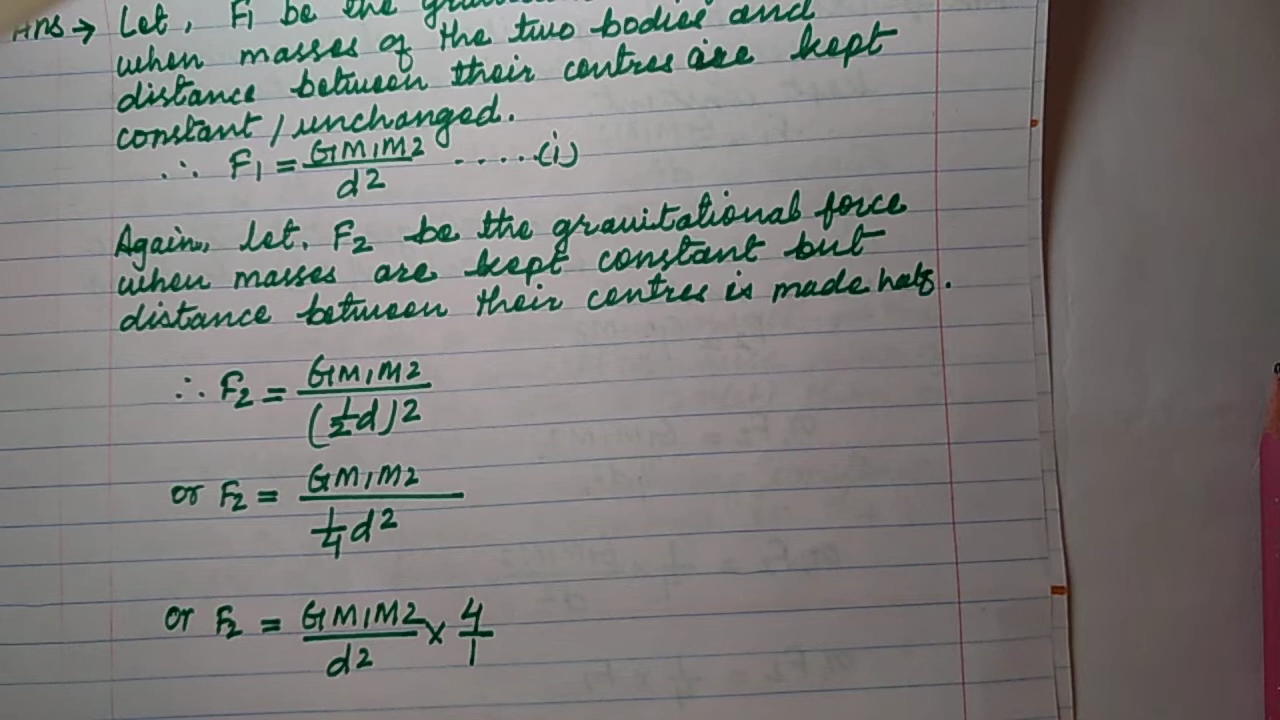 Ans → Let, F1 be the
when masses of the two bodies and
distance between their centres are kept
constant / unchanged.
∴ F1 = GM1M2 / d2 .....(i)
Again, let, F2 be the gravitational force
when masses are kept constant but
distance between their centres is made half.
∴ F2 = GM1M2 / (1/2 d)2
or F2 = GM1M2 / 1/4 d2
or F2 = GM1M2 / d2 × 4/1